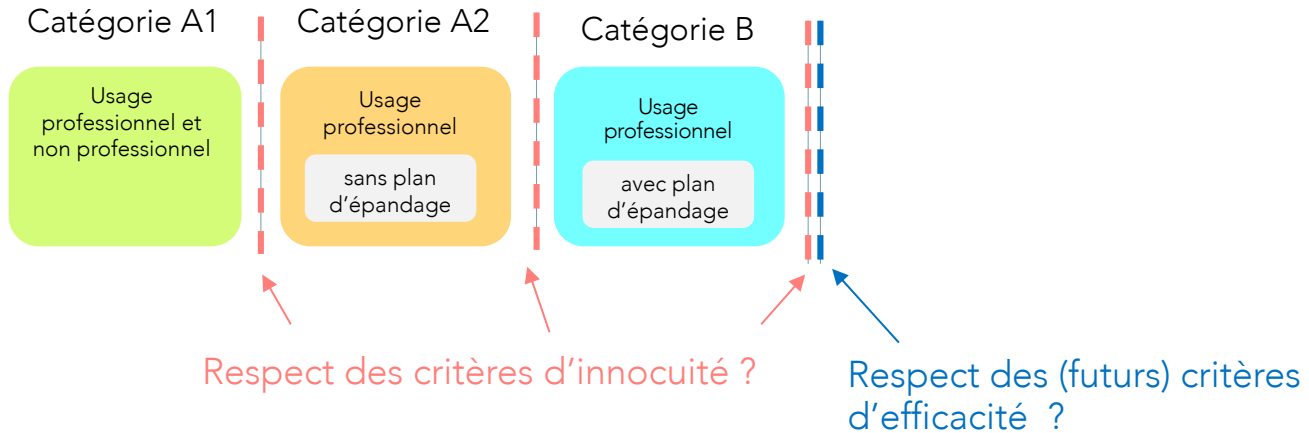 Catégorie A1
Catégorie A2
Catégorie B
Usage
professionnel et
non professionnel
Usage
professionnel
sans plan
d’épandage
Usage
professionnel
avec plan
d’épandage
Respect des critères d’innocuité ?
Respect des (futurs) critères
d’efficacité  ?